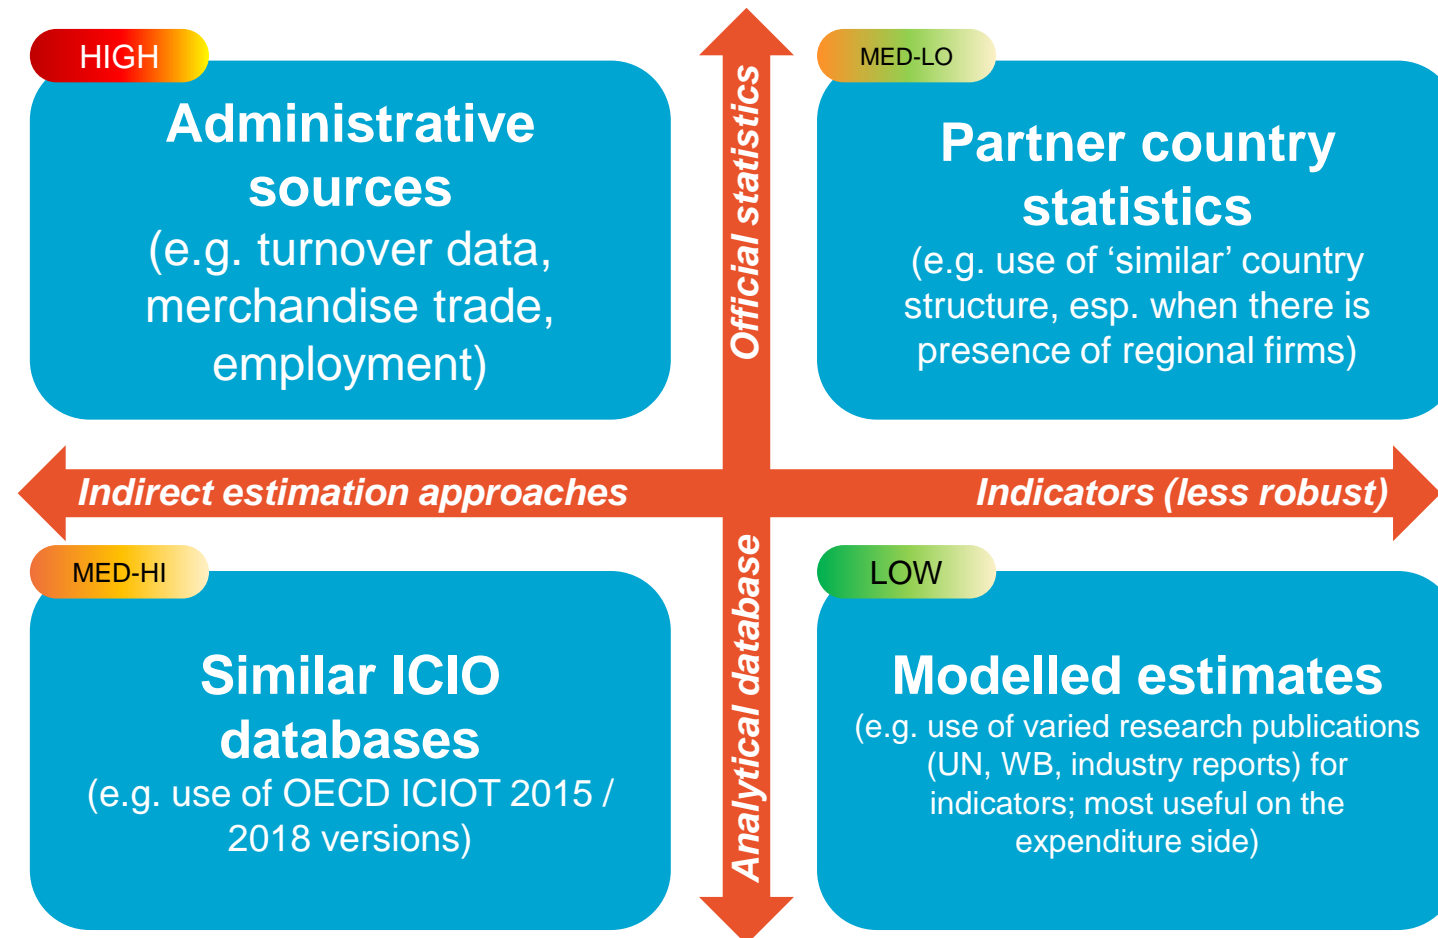 HIGH
Administrative
sources
(e.g. turnover data,
merchandise trade,
employment)
MED-LO
Partner country
statistics
(e.g. use of ‘similar’ country
structure, esp. when there is
presence of regional firms)
Official statistics
Indirect estimation approaches
Indicators (less robust)
Analytical database
MED-HI
Similar ICIO
databases
(e.g. use of OECD ICIOT 2015 /
2018 versions)
LOW
Modelled estimates
(e.g. use of varied research publications
(UN, WB, industry reports) for
indicators; most useful on the
expenditure side)